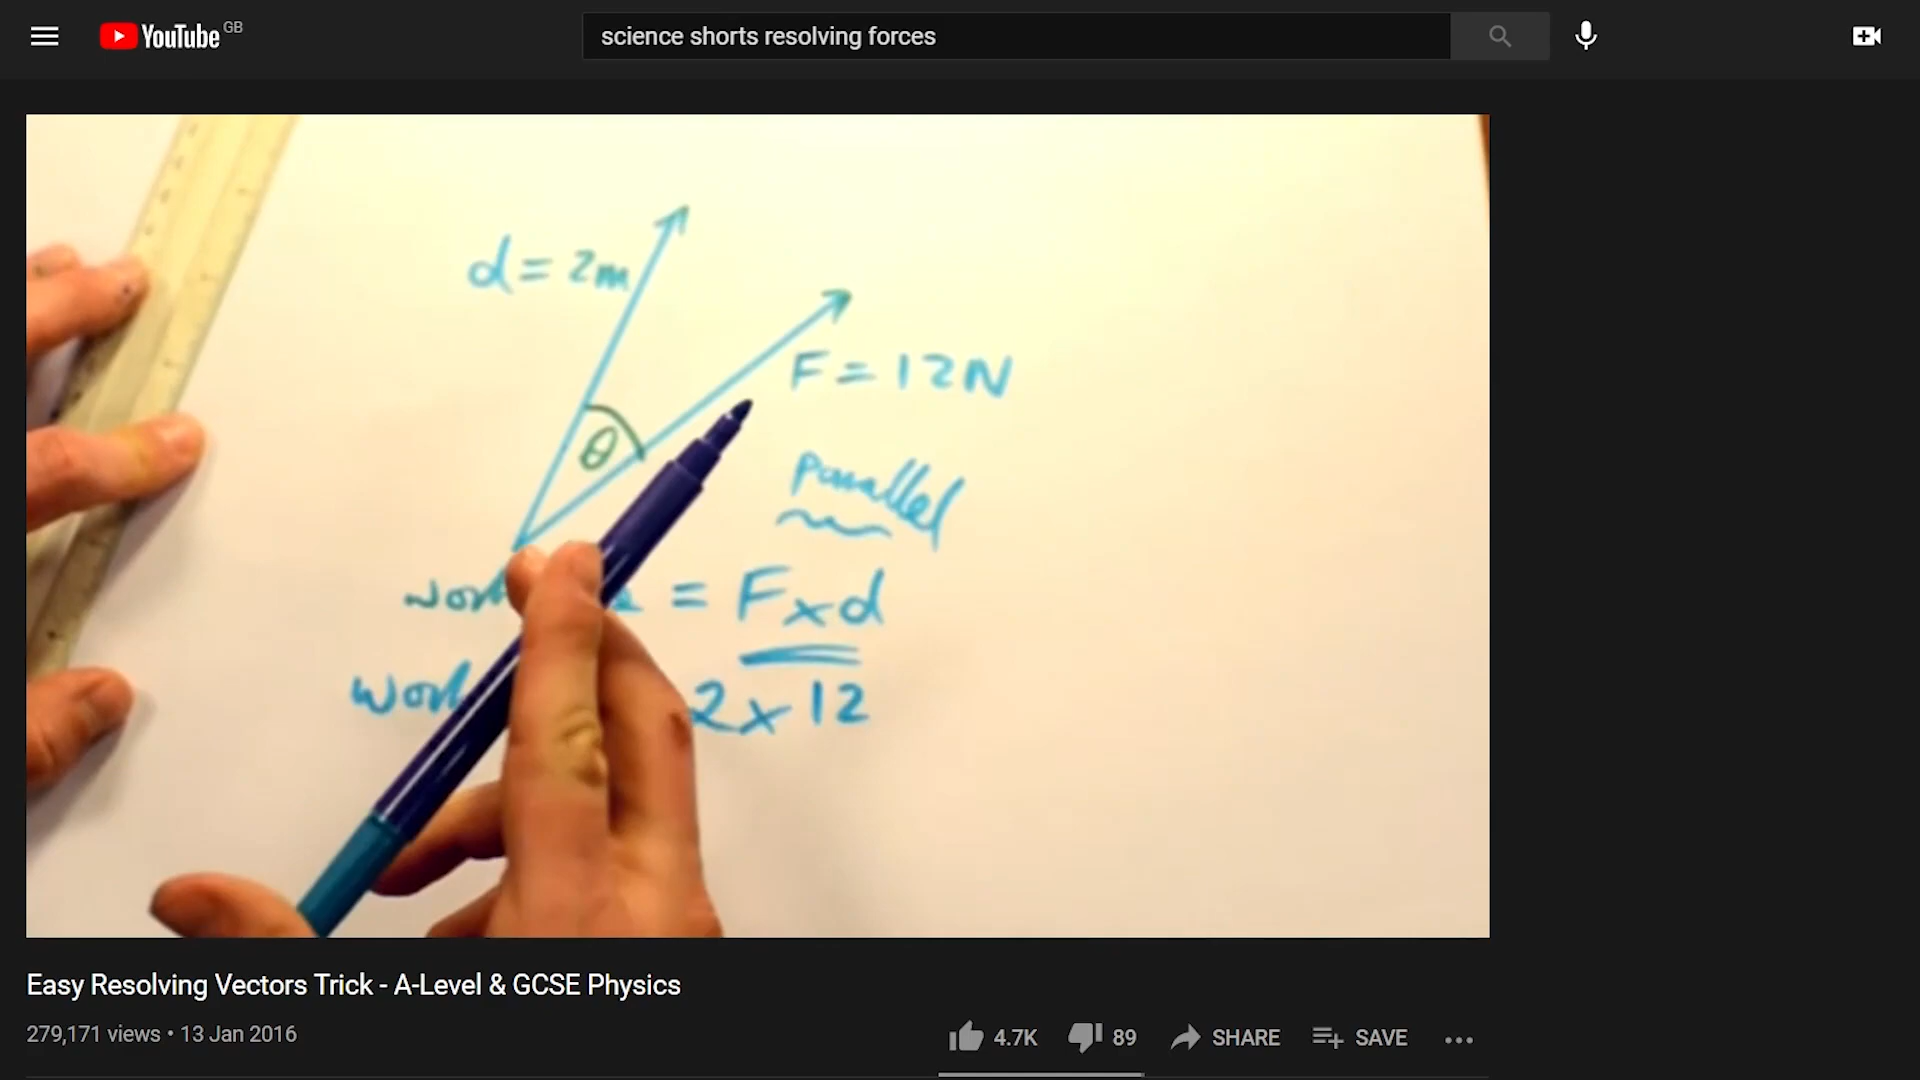 YouTube GB
science shorts resolving forces
d = 2m
F = 12N
θ
parallel
= F x d
2 x 12
Easy Resolving Vectors Trick - A-Level & GCSE Physics
279,171 views • 13 Jan 2016
4.7K 89 SHARE SAVE